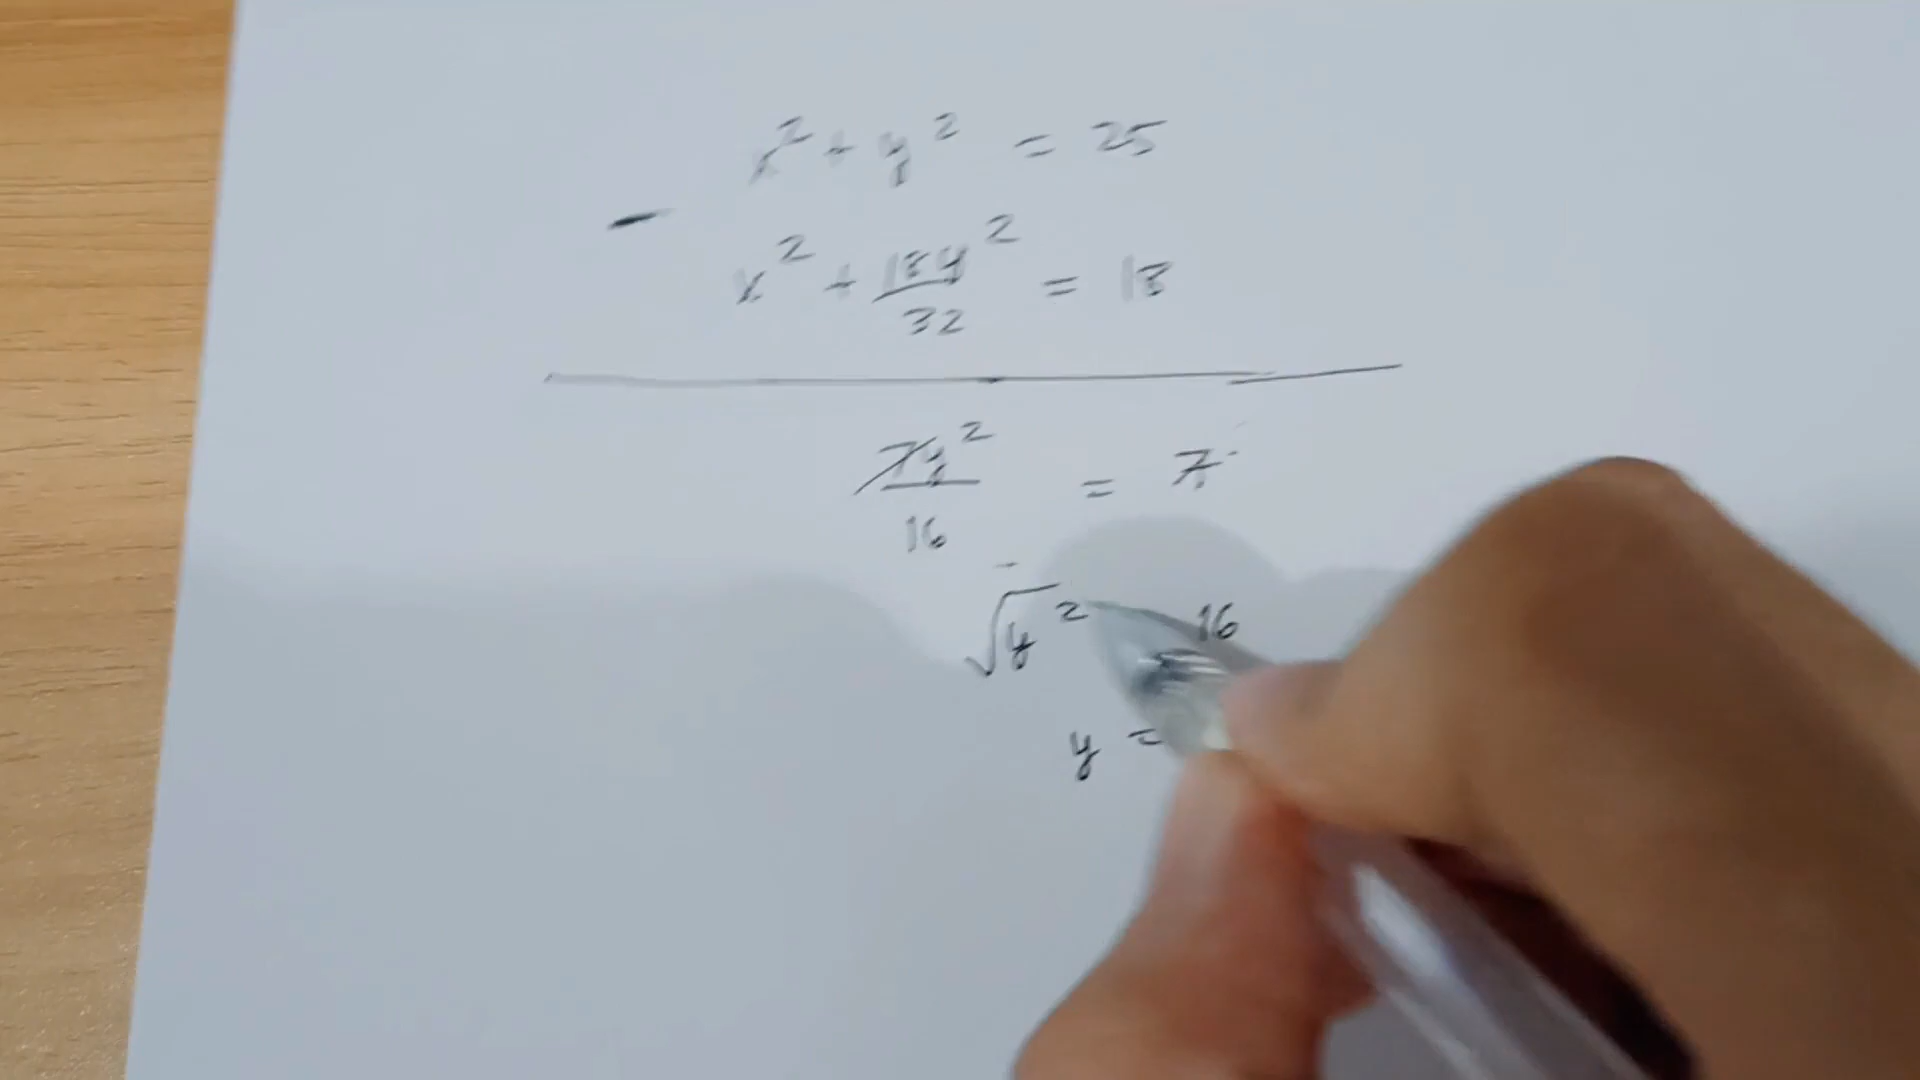 x² + y² = 25
-
x² + 18y²/32 = 18
7y²/16 = 7
√y² 16
y =